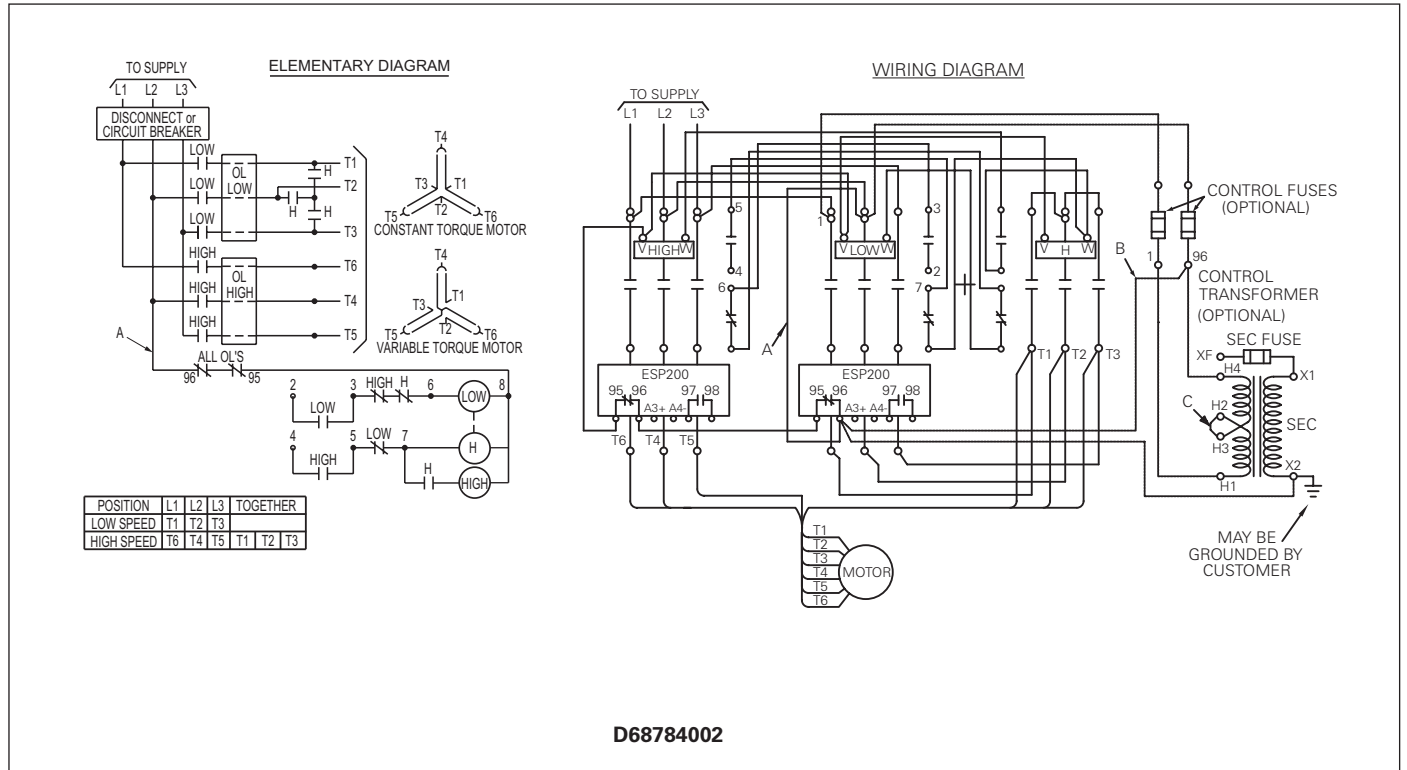 ELEMENTARY DIAGRAM
TO SUPPLY
L1 L2 L3
DISCONNECT or
CIRCUIT BREAKER
LOW
OL
LOW
T1
H
LOW
T2
H H
LOW
T3
HIGH
OL
HIGH
T6
HIGH
T4
HIGH
T5
A
ALL OL'S
96 95
2 3 HIGH H 6 LOW 8
LOW
H
4 5 LOW 7
HIGH
H
HIGH
T4
T3 T1
T2
T5 T6
CONSTANT TORQUE MOTOR
T4
T3 T1
T2
T5 T6
VARIABLE TORQUE MOTOR
POSITION L1 L2 L3 TOGETHER
LOW SPEED T1 T2 T3
HIGH SPEED T6 T4 T5 T1 T2 T3
WIRING DIAGRAM
TO SUPPLY
L1 L2 L3
5 3
1
V HIGH W
V LOW W
V H W
4 2
6 7
A
T1 T2 T3
ESP200
95 96 97 98
A3+ A4-
ESP200
95 96 97 98
A3+ A4-
T6 T4 T5
T1
T2
T3
T4
T5
T6
MOTOR
CONTROL FUSES
(OPTIONAL)
B
1 96
CONTROL
TRANSFORMER
(OPTIONAL)
SEC FUSE
XF
H4 X1
C
H2
H3
SEC
H1
X2
MAY BE
GROUNDED BY
CUSTOMER
D68784002